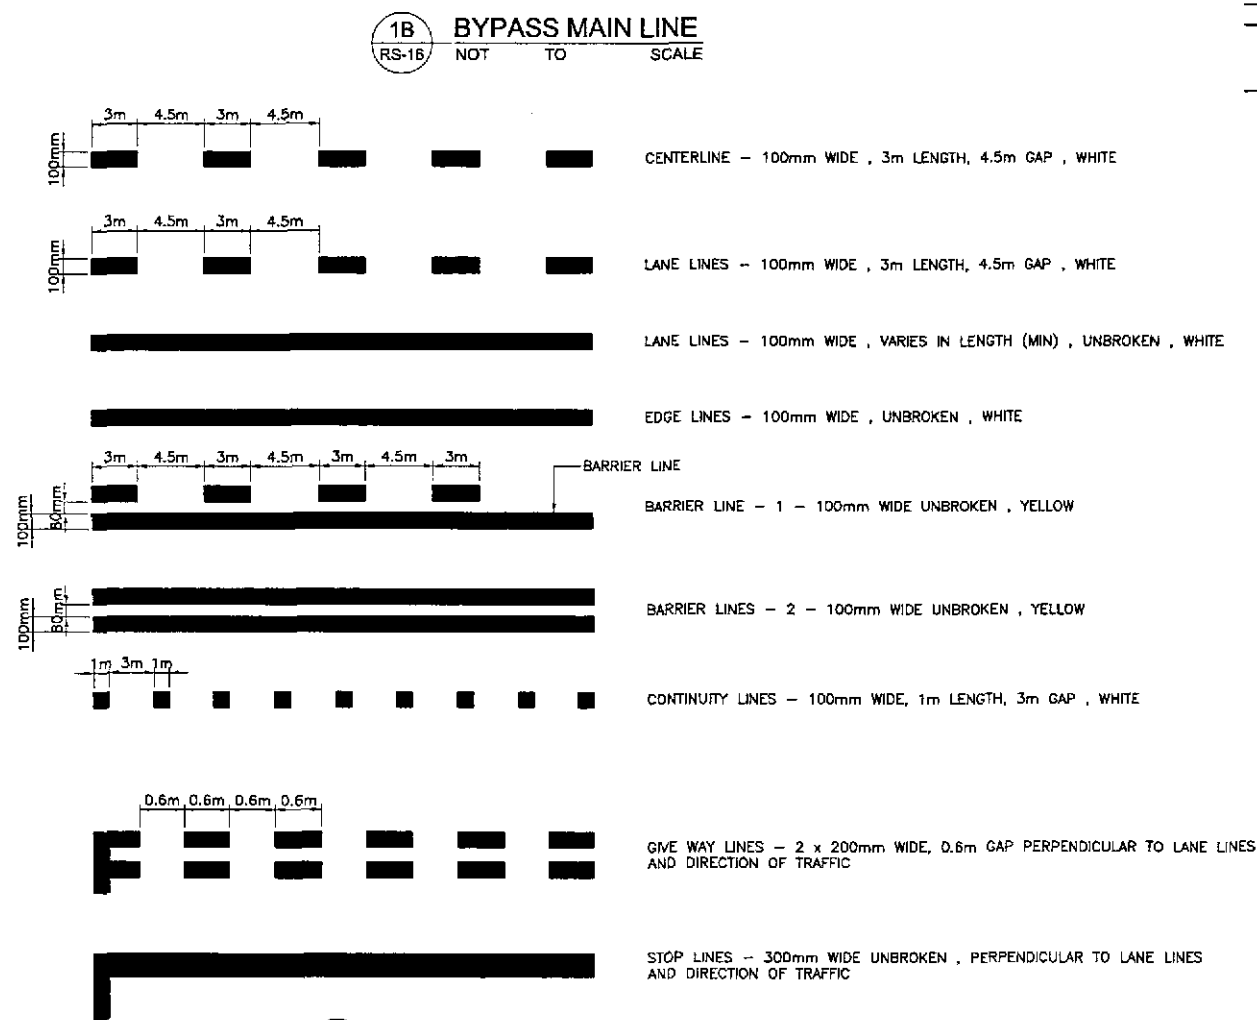 1B BYPASS MAIN LINE
RS-16 NOT TO SCALE
3m 4.5m 3m 4.5m
100mm
CENTERLINE - 100mm WIDE , 3m LENGTH, 4.5m GAP , WHITE
3m 4.5m 3m 4.5m
100mm
LANE LINES - 100mm WIDE , 3m LENGTH, 4.5m GAP , WHITE
LANE LINES - 100mm WIDE , VARIES IN LENGTH (MIN) , UNBROKEN , WHITE
EDGE LINES - 100mm WIDE , UNBROKEN , WHITE
3m 4.5m 3m 4.5m 3m 4.5m 3m
BARRIER LINE
100mm 80mm
BARRIER LINE - 1 - 100mm WIDE UNBROKEN , YELLOW
100mm 80mm
BARRIER LINES - 2 - 100mm WIDE UNBROKEN , YELLOW
1m 3m 1m
CONTINUITY LINES - 100mm WIDE, 1m LENGTH, 3m GAP , WHITE
0.6m 0.6m 0.6m 0.6m
GIVE WAY LINES - 2 x 200mm WIDE, 0.6m GAP PERPENDICULAR TO LANE LINES
AND DIRECTION OF TRAFFIC
STOP LINES - 300mm WIDE UNBROKEN , PERPENDICULAR TO LANE LINES
AND DIRECTION OF TRAFFIC